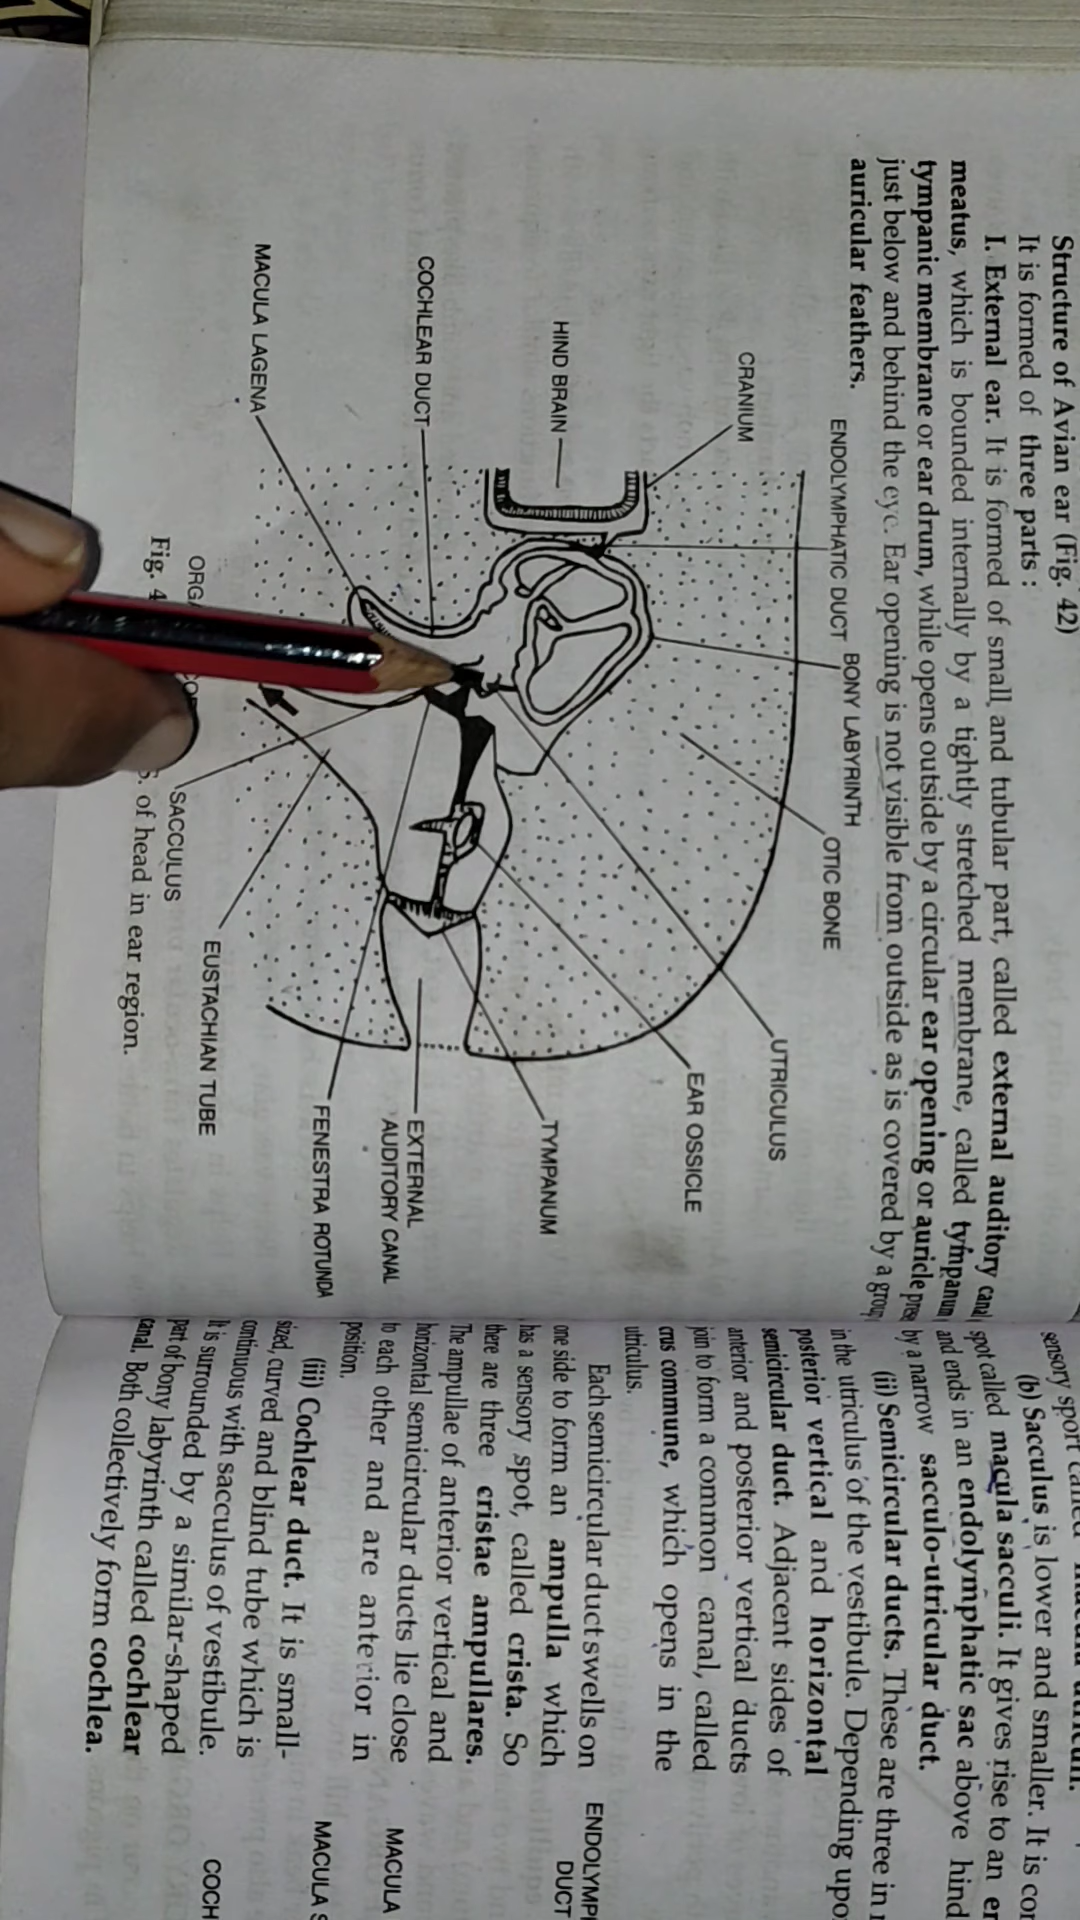 Structure of Avian ear (Fig. 42)
It is formed of three parts :
I. External ear. It is formed of small and tubular part, called external auditory canal
meatus, which is bounded internally by a tightly stretched membrane, called tympanum
tympanic membrane or ear drum, while opens outside by a circular ear opening or auricle
just below and behind the eye. Ear opening is not visible from outside as is covered by a group
auricular feathers.
ENDOLYMPHATIC DUCT
BONY LABYRINTH
OTIC BONE
CRANIUM
UTRICULUS
EAR OSSICLE
HIND BRAIN
TYMPANUM
COCHLEAR DUCT
EXTERNAL
AUDITORY CANAL
FENESTRA ROTUNDA
MACULA LAGENA
EUSTACHIAN TUBE
SACCULUS
of head in ear region.
(b) Sacculus is lower and smaller. It is
spot called macula sacculi. It gives rise to an
and ends in an endolymphatic sac above hind
by a narrow sacculo-utricular duct.
(ii) Semicircular ducts. These are three in
in the utriculus of the vestibule. Depending
posterior vertical and horizontal
semicircular duct. Adjacent sides of
anterior and posterior vertical ducts
join to form a common canal, called
crus commune, which opens in the
utriculus.
Each semicircular duct swells on
one side to form an ampulla which
has a sensory spot, called crista. So
there are three cristae ampullares.
The ampullae of anterior vertical and
horizontal semicircular ducts lie close
to each other and are anterior in
position.
(iii) Cochlear duct. It is small-
sized, curved and blind tube which is
continuous with sacculus of vestibule.
It is surrounded by a similar-shaped
part of bony labyrinth called cochlear
canal. Both collectively form cochlea.
DUCT
MACULA
MACULA